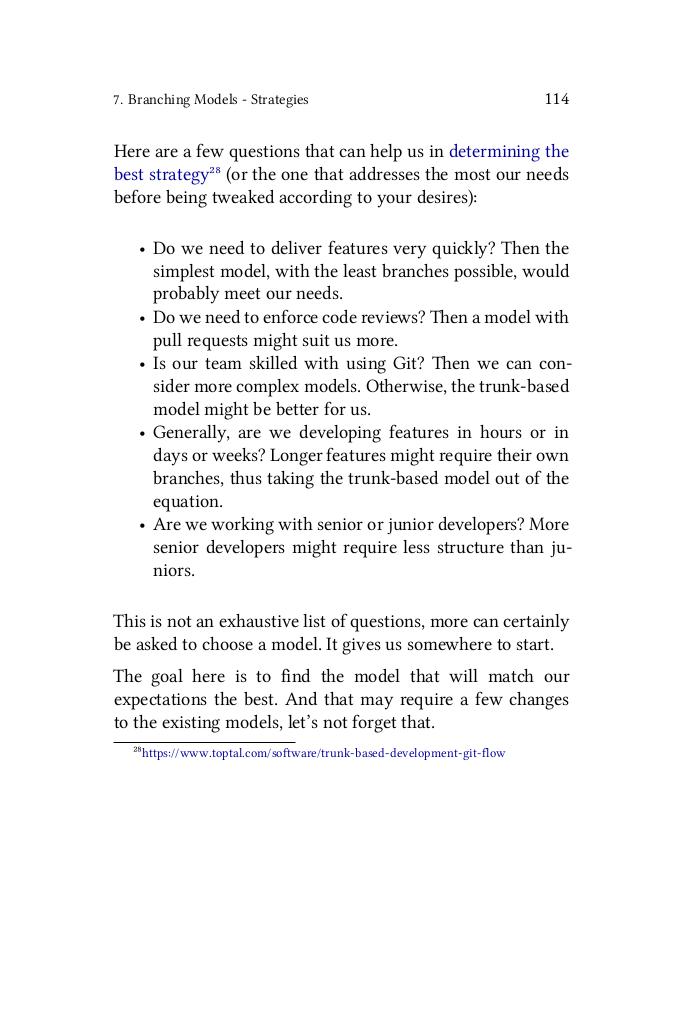 7. Branching Models - Strategies 114
Here are a few questions that can help us in determining the
best strategy²⁸ (or the one that addresses the most our needs
before being tweaked according to your desires):
• Do we need to deliver features very quickly? Then the
simplest model, with the least branches possible, would
probably meet our needs.
• Do we need to enforce code reviews? Then a model with
pull requests might suit us more.
• Is our team skilled with using Git? Then we can con-
sider more complex models. Otherwise, the trunk-based
model might be better for us.
• Generally, are we developing features in hours or in
days or weeks? Longer features might require their own
branches, thus taking the trunk-based model out of the
equation.
• Are we working with senior or junior developers? More
senior developers might require less structure than ju-
niors.
This is not an exhaustive list of questions, more can certainly
be asked to choose a model. It gives us somewhere to start.
The goal here is to find the model that will match our
expectations the best. And that may require a few changes
to the existing models, let’s not forget that.
²⁸https://www.toptal.com/software/trunk-based-development-git-flow